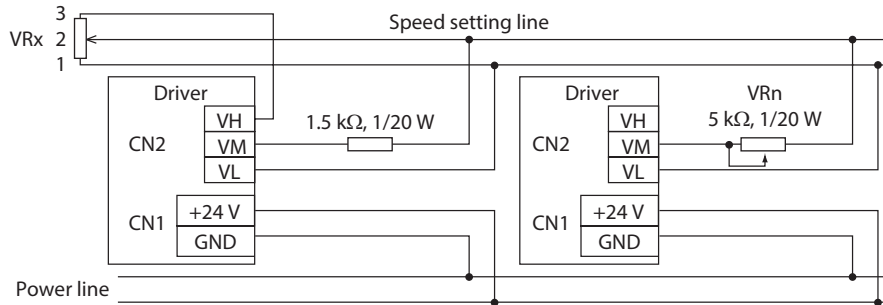 3
VRx 2
1
Speed setting line
Driver
CN2
VH
VM
VL
CN1
+24 V
GND
1.5 kΩ, 1/20 W
Driver
CN2
VH
VM
VL
CN1
+24 V
GND
VRn
5 kΩ, 1/20 W
Power line